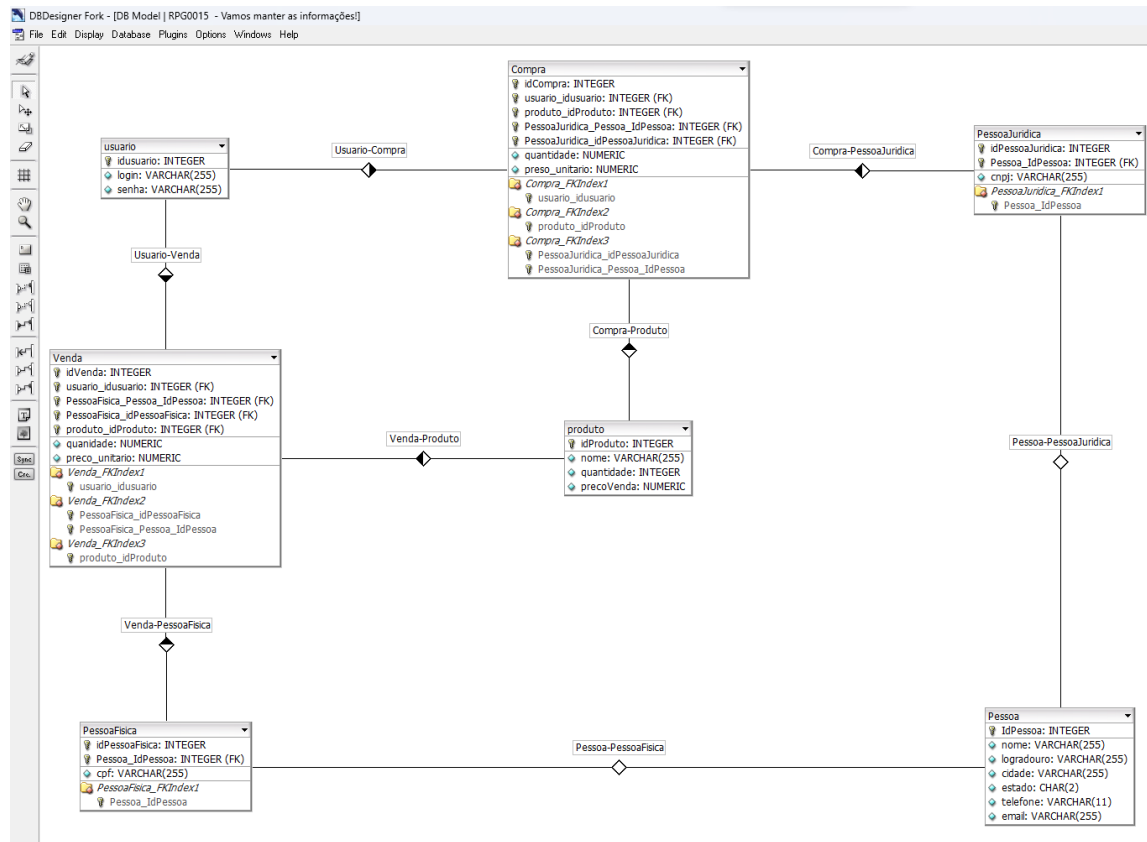 DBDesigner Fork - [DB Model | RPG0015  - Vamos manter as informações!]
File Edit Display Database Plugins Options Windows Help
Compra
idCompra: INTEGER
usuario_idusuario: INTEGER (FK)
produto_idProduto: INTEGER (FK)
PessoaJuridica_Pessoa_IdPessoa: INTEGER (FK)
PessoaJuridica_idPessoaJuridica: INTEGER (FK)
quantidade: NUMERIC
preso_unitario: NUMERIC
Compra_FKIndex1
usuario_idusuario
Compra_FKIndex2
produto_idProduto
Compra_FKIndex3
PessoaJuridica_idPessoaJuridica
PessoaJuridica_Pessoa_IdPessoa
usuario
idusuario: INTEGER
login: VARCHAR(255)
senha: VARCHAR(255)
Usuario-Compra
Compra-PessoaJuridica
PessoaJuridica
idPessoaJuridica: INTEGER
Pessoa_IdPessoa: INTEGER (FK)
cnpj: VARCHAR(255)
PessoaJuridica_FKIndex1
Pessoa_IdPessoa
Usuario-Venda
Compra-Produto
Venda
idVenda: INTEGER
usuario_idusuario: INTEGER (FK)
PessoaFisica_Pessoa_IdPessoa: INTEGER (FK)
PessoaFisica_idPessoaFisica: INTEGER (FK)
produto_idProduto: INTEGER (FK)
quanidade: NUMERIC
preco_unitario: NUMERIC
Venda_FKIndex1
usuario_idusuario
Venda_FKIndex2
PessoaFisica_idPessoaFisica
PessoaFisica_Pessoa_IdPessoa
Venda_FKIndex3
produto_idProduto
Venda-Produto
produto
idProduto: INTEGER
nome: VARCHAR(255)
quantidade: INTEGER
precoVenda: NUMERIC
Pessoa-PessoaJuridica
Sync
Venda-PessoaFisica
PessoaFisica
idPessoaFisica: INTEGER
Pessoa_IdPessoa: INTEGER (FK)
cpf: VARCHAR(255)
PessoaFisica_FKIndex1
Pessoa_IdPessoa
Pessoa-PessoaFisica
Pessoa
IdPessoa: INTEGER
nome: VARCHAR(255)
logradouro: VARCHAR(255)
cidade: VARCHAR(255)
estado: CHAR(2)
telefone: VARCHAR(11)
email: VARCHAR(255)